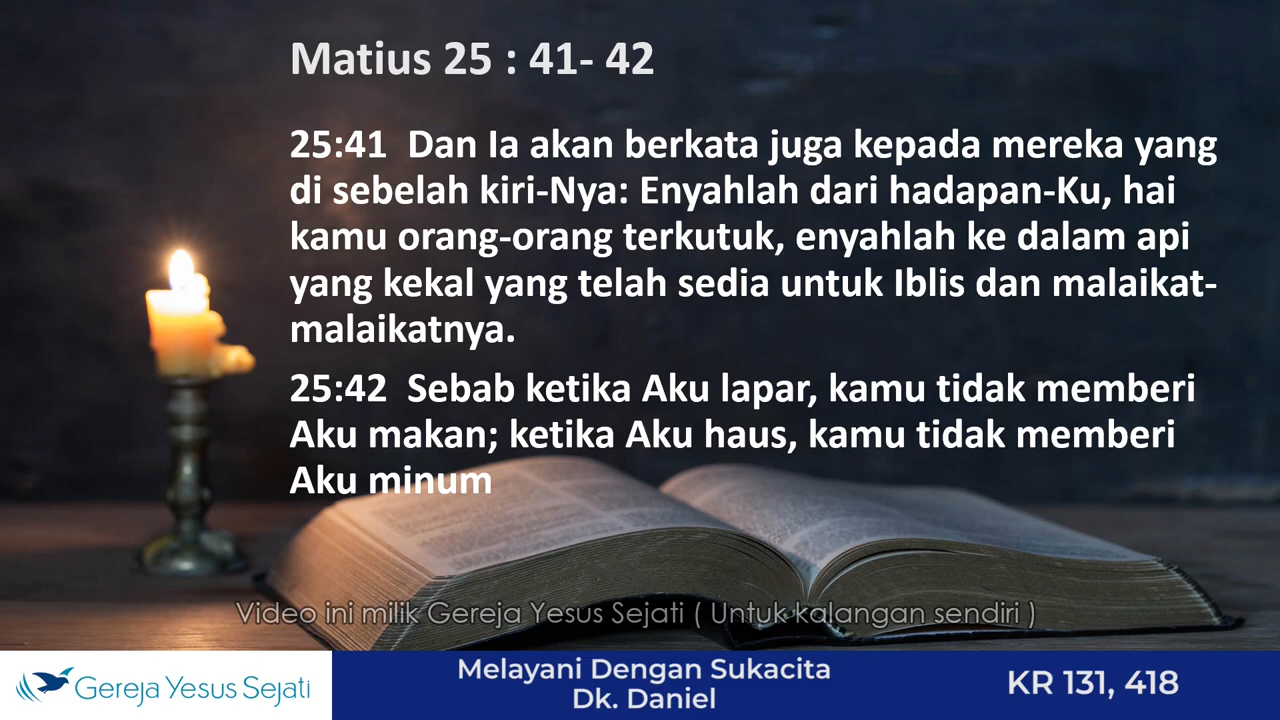 Matius 25 : 41- 42
25:41 Dan Ia akan berkata juga kepada mereka yang
di sebelah kiri-Nya: Enyahlah dari hadapan-Ku, hai
kamu orang-orang terkutuk, enyahlah ke dalam api
yang kekal yang telah sedia untuk Iblis dan malaikat-
malaikatnya.
25:42 Sebab ketika Aku lapar, kamu tidak memberi
Aku makan; ketika Aku haus, kamu tidak memberi
Aku minum
Video ini milik Gereja Yesus Sejati ( Untuk kalangan sendiri )
Gereja Yesus Sejati
Melayani Dengan Sukacita
Dk. Daniel
KR 131, 418